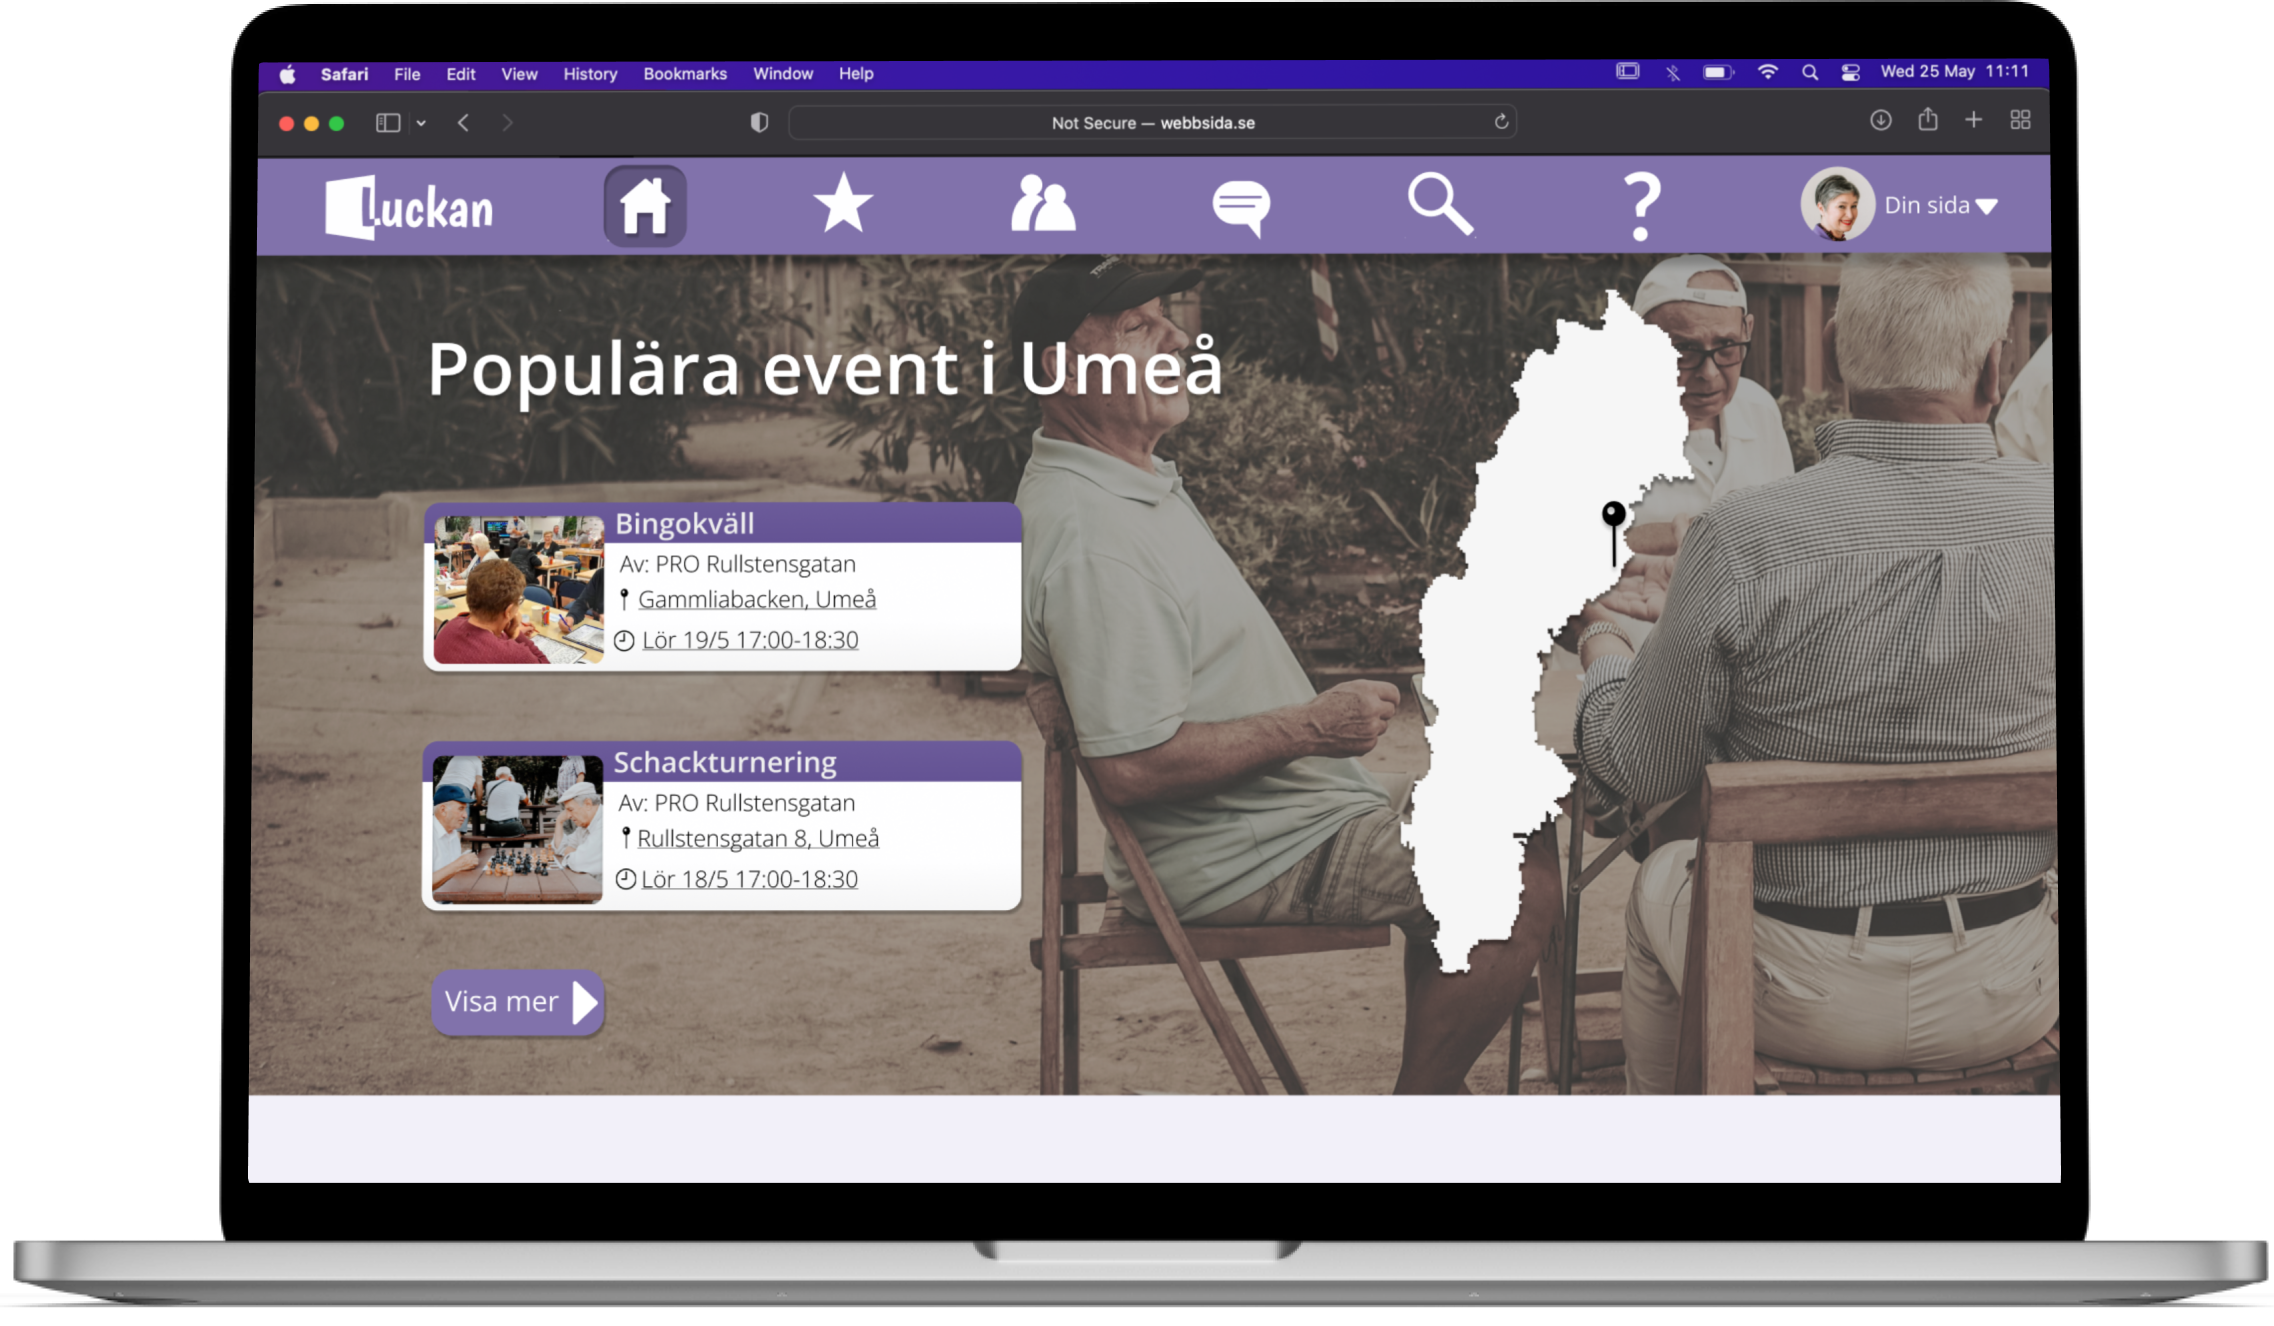 Safari File Edit View History Bookmarks Window Help Wed 25 May 11:11
Not Secure — webbsida.se
Luckan Din sida
Populära event i Umeå
Bingokväll
Av: PRO Rullstensgatan
Gammliabacken, Umeå
Lör 19/5 17:00-18:30
Schackturnering
Av: PRO Rullstensgatan
Rullstensgatan 8, Umeå
Lör 18/5 17:00-18:30
Visa mer